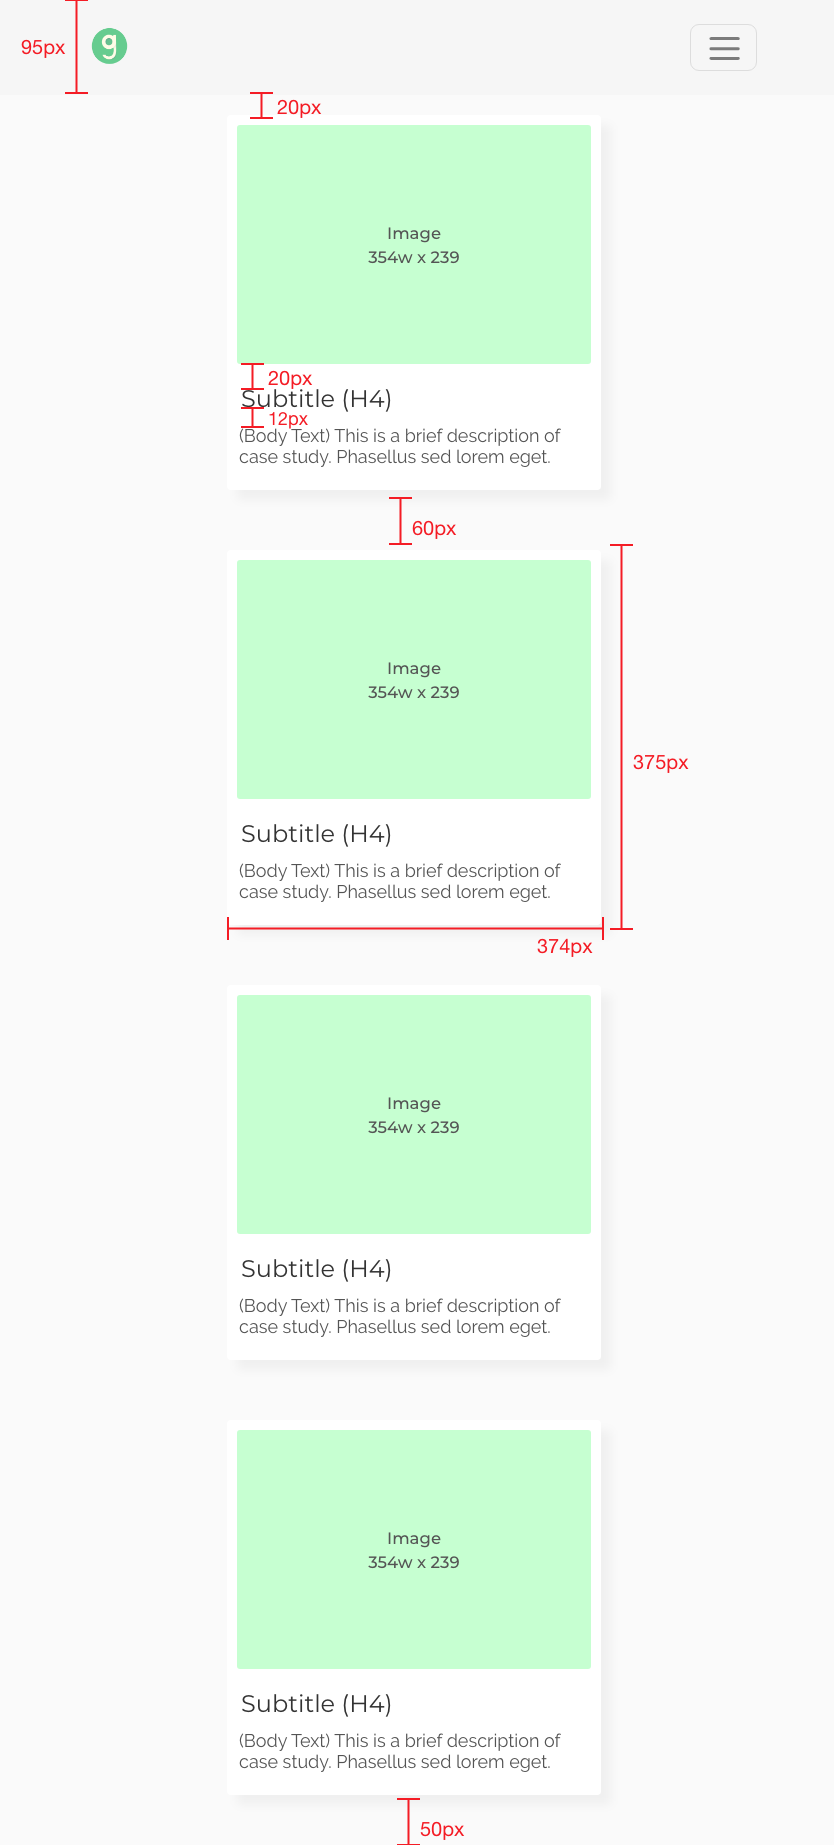 95px
g
20px
Image
354w x 239
20px
Subtitle (H4)
12px
(Body Text) This is a brief description of
case study. Phasellus sed lorem eget.
60px
Image
354w x 239
375px
Subtitle (H4)
(Body Text) This is a brief description of
case study. Phasellus sed lorem eget.
374px
Image
354w x 239
Subtitle (H4)
(Body Text) This is a brief description of
case study. Phasellus sed lorem eget.
Image
354w x 239
Subtitle (H4)
(Body Text) This is a brief description of
case study. Phasellus sed lorem eget.
50px